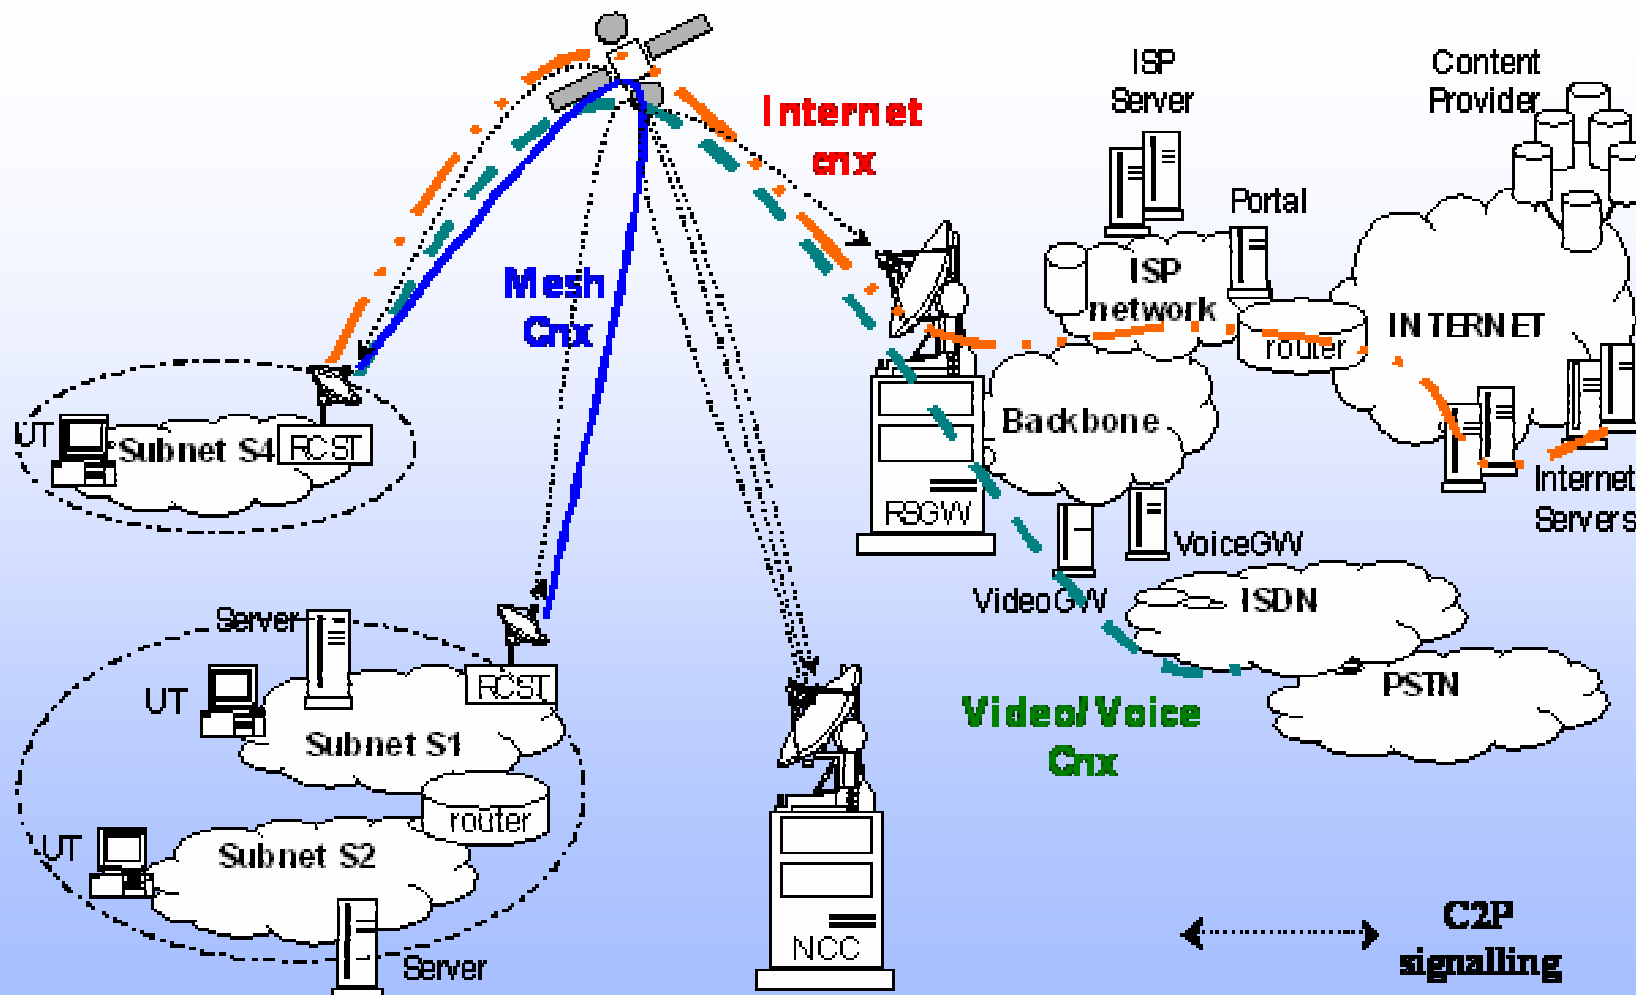 ISP
Server
Content
Provider
Internet
cnx
Portal
ISP
network
Mesh
Cnx
INTERNET
router
Backbone
UT
Subnet S4
RCST
Internet
Servers
RSGW
VoiceGW
VideoGW
ISDN
Server
PSTN
UT
RCST
Video/Voice
Cnx
Subnet S1
router
UT
Subnet S2
NCC
C2P
signalling
Server